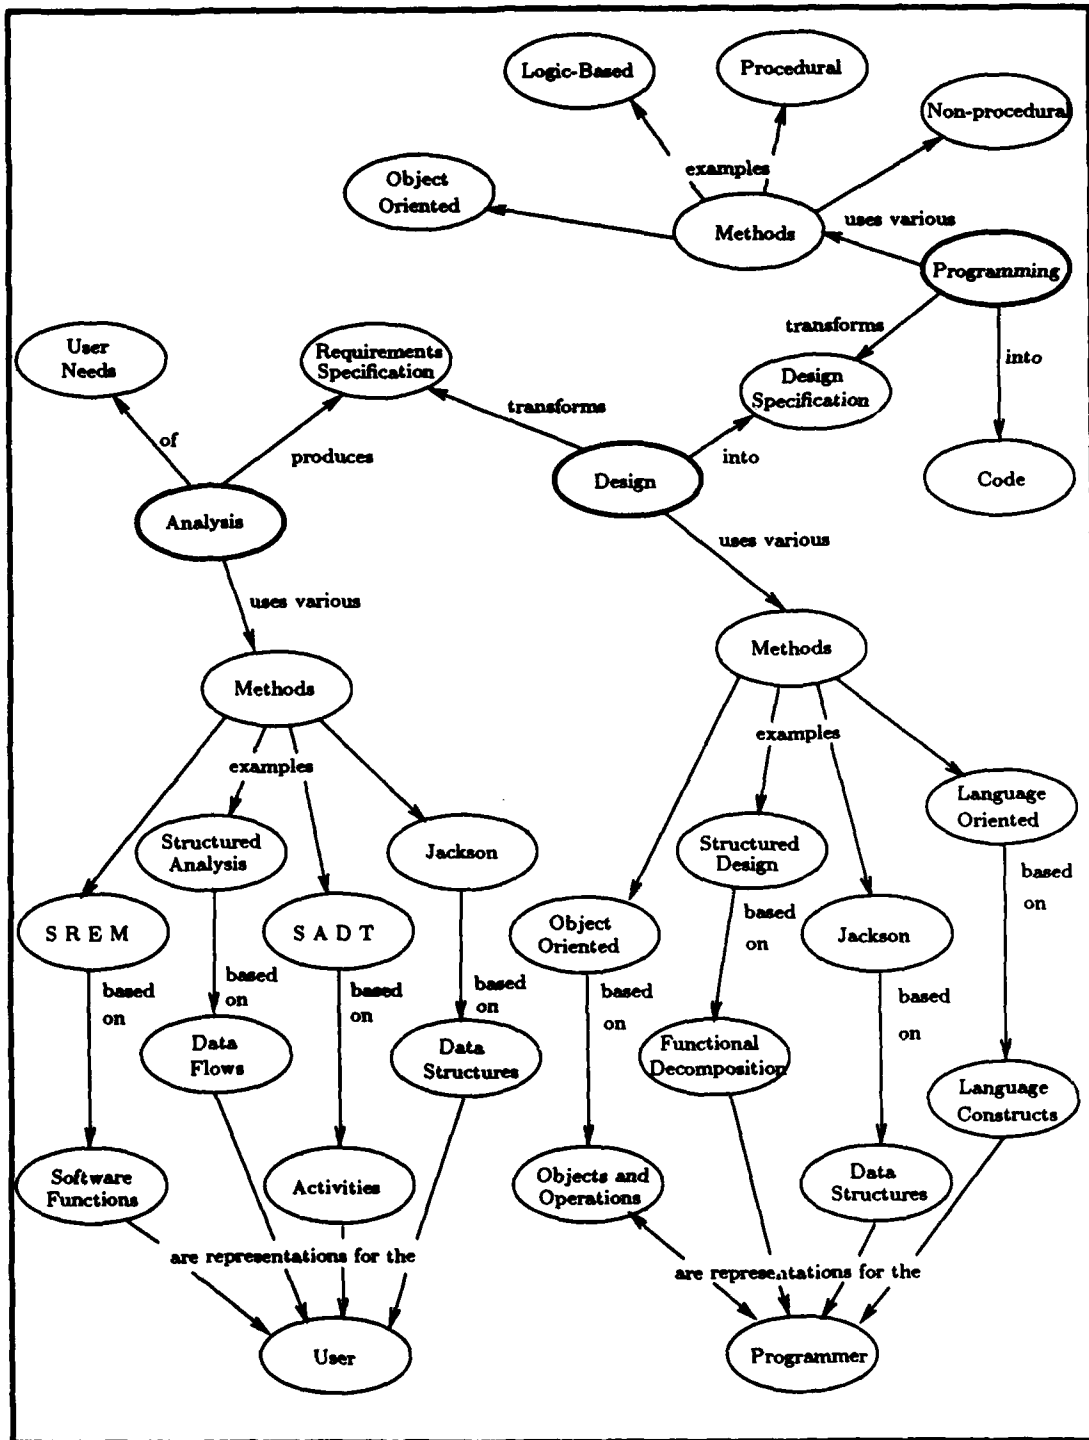 Logic-Based
Procedural
Non-procedural
examples
Object
Oriented
Methods
uses various
Programming
transforms
into
User
Needs
Requirements
Specification
Design
Specification
transforms
of
produces
into
Design
Code
Analysis
uses various
uses various
Methods
Methods
examples
examples
Language
Oriented
Structured
Analysis
Jackson
Structured
Design
based
on
S R E M
S A D T
Object
Oriented
based
on
Jackson
based
on
based
on
based
on
based
on
based
on
based
on
Data
Flows
Data
Structures
Functional
Decomposition
Language
Constructs
Software
Functions
Activities
Objects and
Operations
Data
Structures
are representations for the
are representations for the
User
Programmer